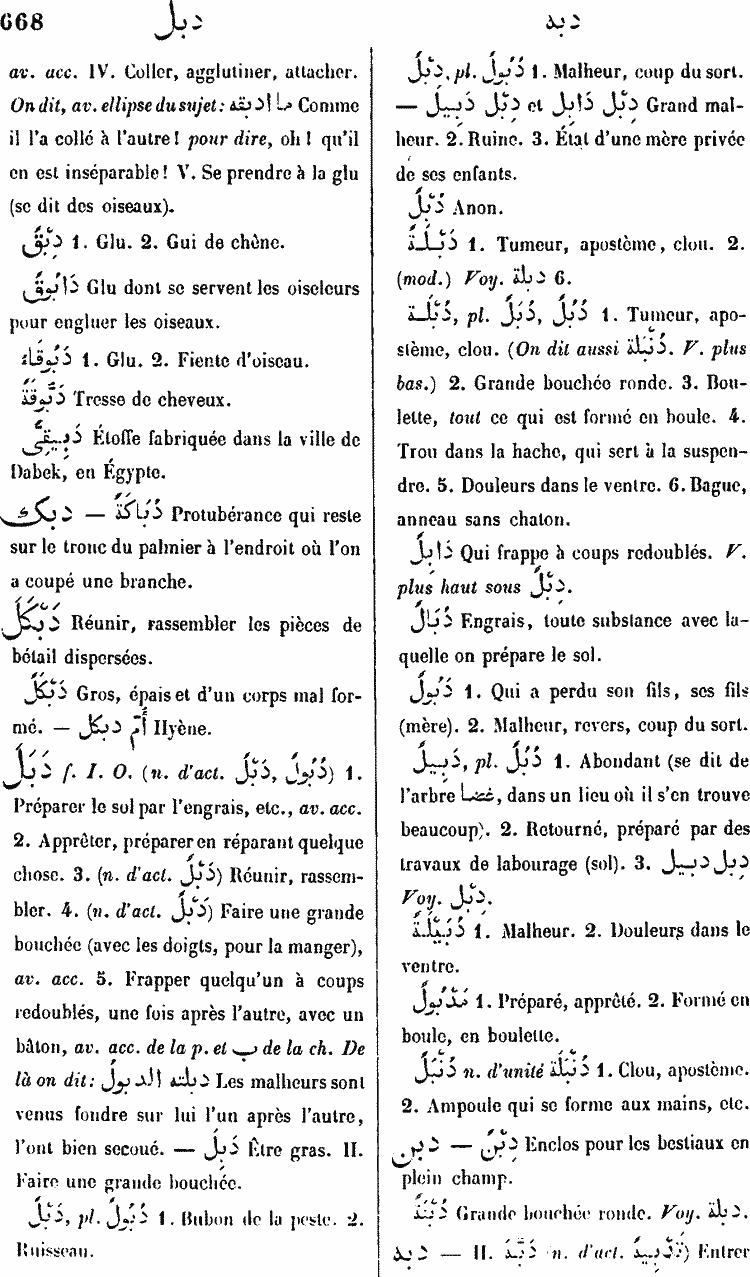 668 دبل دبه
av. acc. IV. Coller, agglutiner, attacher.
On dit, av. ellipse du sujet: ما ادبقه Comme
il l'a collé à l'autre! pour dire, oh! qu'il
en est inséparable! V. Se prendre à la glu
(se dit des oiseaux).
دِبْقٌ 1. Glu. 2. Gui de chêne.
دَابُوقٌ Glu dont se servent les oiseleurs
pour engluer les oiseaux.
دَبُوقَاءُ 1. Glu. 2. Fiente d'oiseau.
دَبُّوقَةٌ Tresse de cheveux.
دَبِيقِىٌّ Étoffe fabriquée dans la ville de
Dabek, en Égypte.
دبك — دُبَاكَةٌ Protubérance qui reste
sur le tronc du palmier à l'endroit où l'on
a coupé une branche.
دَبْكَلَ Réunir, rassembler les pièces de
bétail dispersées.
دَبْكَلٌ Gros, épais et d'un corps mal for-
mé. — أُمّ دبكل Hyène.
دَبَلَ f. I. O. (n. d'act. دَبْلٌ, دُبُولٌ) 1.
Préparer le sol par l'engrais, etc., av. acc.
2. Apprêter, préparer en réparant quelque
chose. 3. (n. d'act. دَبْلٌ) Réunir, rassem-
bler. 4. (n. d'act. دَبْلٌ) Faire une grande
bouchée (avec les doigts, pour la manger),
av. acc. 5. Frapper quelqu'un à coups
redoublés, une fois après l'autre, avec un
bâton, av. acc. de la p. et ب de la ch. De
là on dit: دبلته الدبول Les malheurs sont
venus fondre sur lui l'un après l'autre,
l'ont bien secoué. — دَبِلَ Être gras. II.
Faire une grande bouchée.
دَبْلٌ, pl. دُبُولٌ 1. Bubon de la peste. 2.
Ruisseau.
دِبْلٌ, pl. دُبُولٌ 1. Malheur, coup du sort.
— دِبْلٌ دَابِلٌ et دِبْلٌ دَبِيلٌ Grand mal-
heur. 2. Ruine. 3. État d'une mère privée
de ses enfants.
دُبْلٌ Anon.
دَبْلَةٌ 1. Tumeur, apostème, clou. 2.
(mod.) Voy. دبلة 6.
دُبْلَةٌ, pl. دُبَلٌ, دُبْلٌ 1. Tumeur, apo-
stème, clou. (On dit aussi دُنْبَلة. V. plus
bas.) 2. Grande bouchée ronde. 3. Bou-
lette, tout ce qui est formé en boule. 4.
Trou dans la hache, qui sert à la suspen-
dre. 5. Douleurs dans le ventre. 6. Bague,
anneau sans chaton.
دَابِلٌ Qui frappe à coups redoublés. V.
plus haut sous دِبْلٌ.
دَبَالٌ Engrais, toute substance avec la-
quelle on prépare le sol.
دَبُولٌ 1. Qui a perdu son fils, ses fils
(mère). 2. Malheur, revers, coup du sort.
دَبِيلٌ, pl. دُبُلٌ 1. Abondant (se dit de
l'arbre غضا, dans un lieu où il s'en trouve
beaucoup). 2. Retourné, préparé par des
travaux de labourage (sol). 3. دبل دبيل
Voy. دِبْلٌ.
دُبَيْلَةٌ 1. Malheur. 2. Douleurs dans le
ventre.
مَدْبُولٌ 1. Préparé, apprêté. 2. Formé en
boule, en boulette.
دُنْبَلٌ n. d'unité دُنْبَلَةٌ 1. Clou, apostème.
2. Ampoule qui se forme aux mains, etc.
دبن — دِبْنٌ Enclos pour les bestiaux en
plein champ.
دُبْنَةٌ Grande bouchée ronde. Voy. دبلة.
دبه — II. دَبَّهَ (n. d'act. تَدْبِيهٌ) Entrer